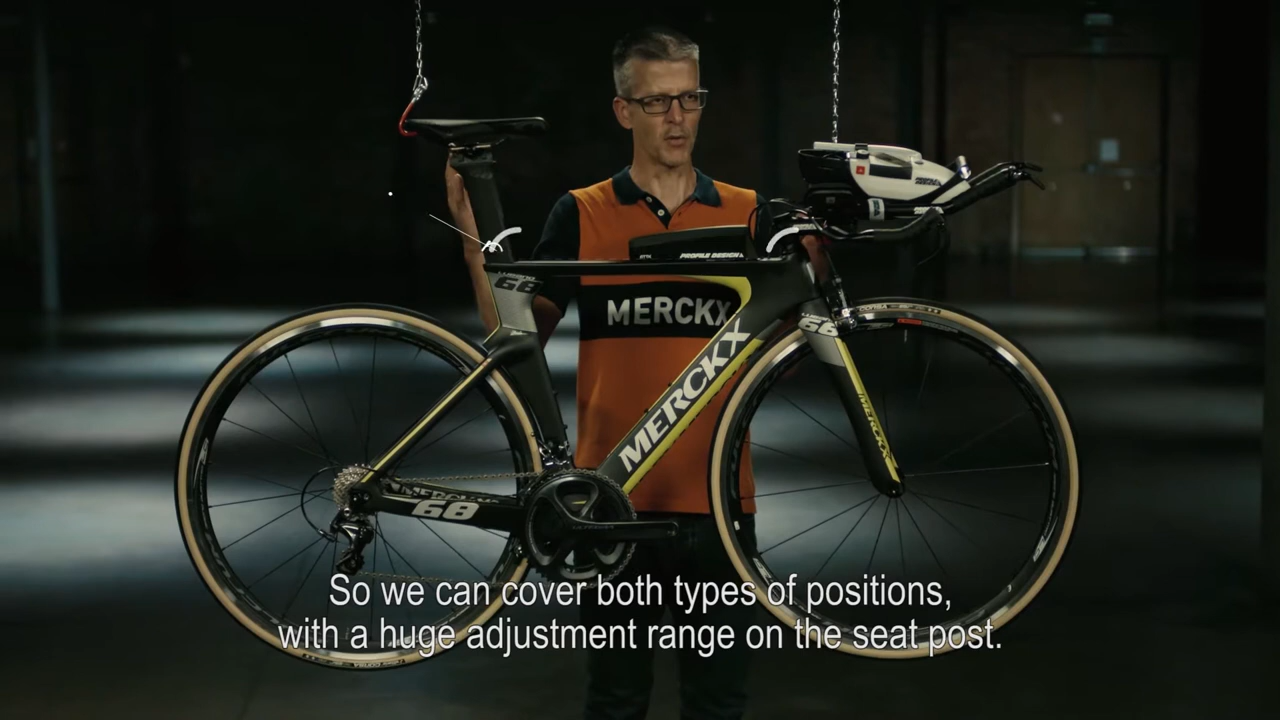 PROFILE DESIGN
68
MERCKX
68
MERCKX
MERCKX
68
So we can cover both types of positions,
with a huge adjustment range on the seat post.